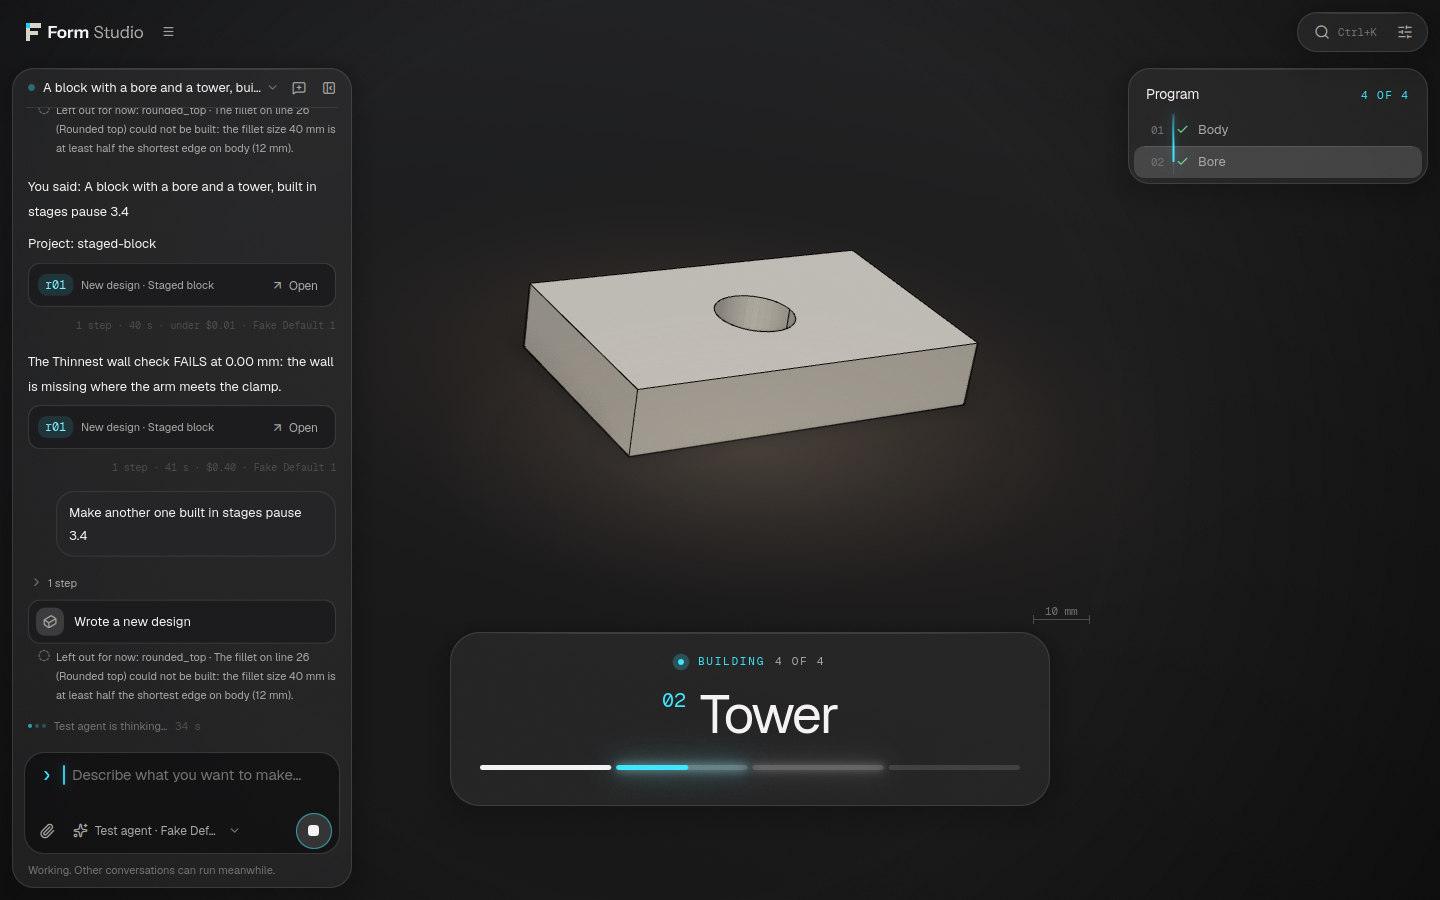 Form Studio
Ctrl+K
A block with a bore and a tower, bui...
Left out for now: rounded_top · The fillet on line 26
(Rounded top) could not be built: the fillet size 40 mm is
at least half the shortest edge on body (12 mm).
You said: A block with a bore and a tower, built in
stages pause 3.4
Project: staged-block
r01 New design · Staged block Open
1 step · 40 s · under $0.01 · Fake Default 1
The Thinnest wall check FAILS at 0.00 mm: the wall
is missing where the arm meets the clamp.
r01 New design · Staged block Open
1 step · 41 s · $0.40 · Fake Default 1
Make another one built in stages pause
3.4
1 step
Wrote a new design
Left out for now: rounded_top · The fillet on line 26
(Rounded top) could not be built: the fillet size 40 mm is
at least half the shortest edge on body (12 mm).
Test agent is thinking... 34 s
Describe what you want to make...
Test agent · Fake Def...
Working. Other conversations can run meanwhile.
10 mm
BUILDING 4 OF 4
02 Tower
Program 4 OF 4
01 Body
02 Bore